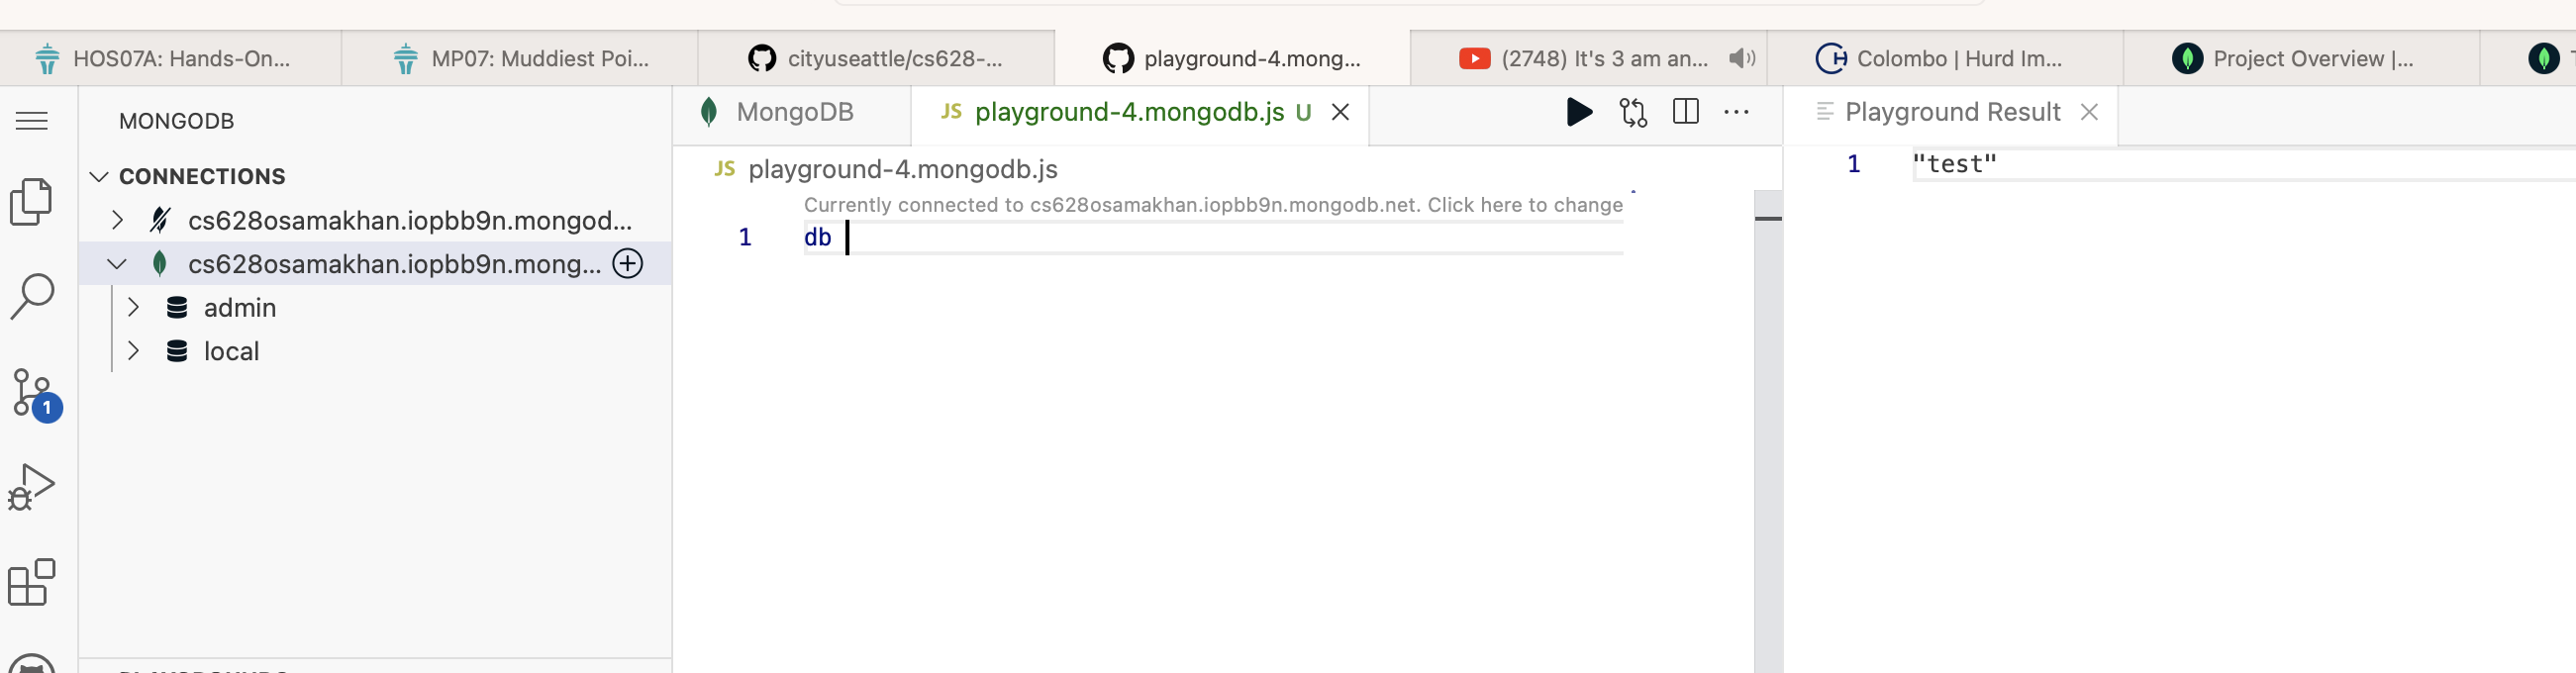 HOS07A: Hands-On...
MP07: Muddiest Poi...
cityuseattle/cs628-...
playground-4.mong...
(2748) It's 3 am an...
Colombo | Hurd Im...
Project Overview |...
MONGODB
CONNECTIONS
cs628osamakhan.iopbb9n.mongod...
cs628osamakhan.iopbb9n.mong...
admin
local
1
MongoDB
JS playground-4.mongodb.js U
JS playground-4.mongodb.js
Currently connected to cs628osamakhan.iopbb9n.mongodb.net. Click here to change
1 db
Playground Result
1 "test"